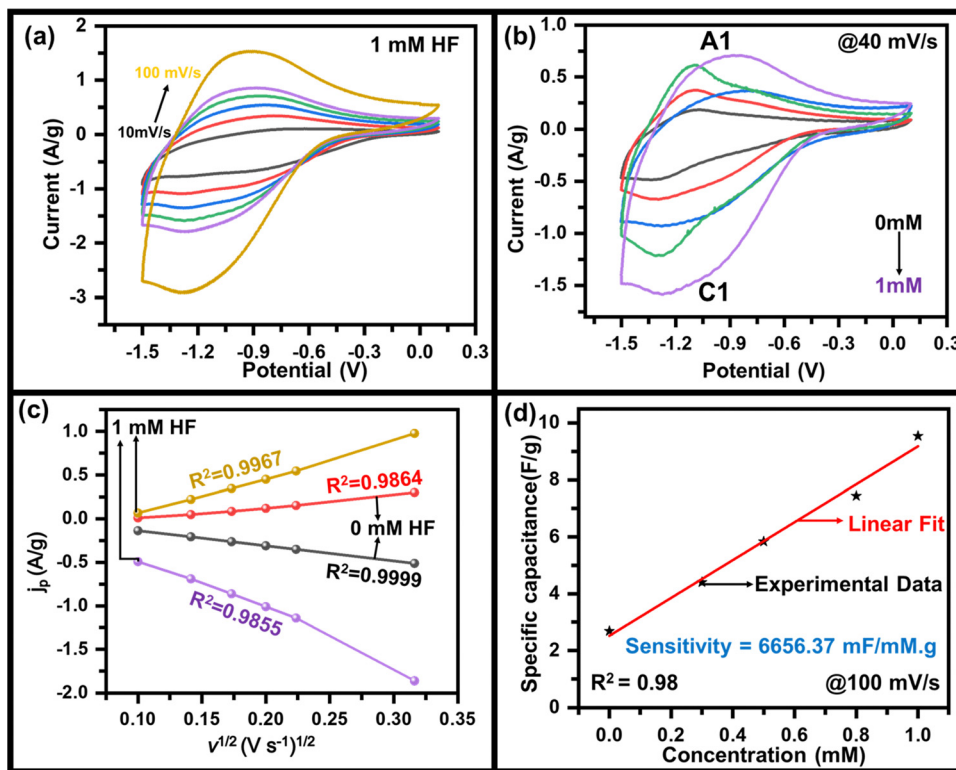 (a)
1 mM HF
100 mV/s
10mV/s
2
1
0
1
2
-3
Current (A/g)
-1.5 -1.2 -0.9 -0.6 -0.3 0.0 0.3
Potential (V)
(b)
A1
@40 mV/s
1.0
0.5
0.0
-0.5
-1.0
-1.5
Current (A/g)
0mM
1mM
C1
-1.5 -1.2 -0.9 -0.6 -0.3 0.0 0.3
Potential (V)
(c)
1 mM HF
R²=0.9967
R²=0.9864
0 mM HF
R²=0.9999
R²=0.9855
1.0
0.5
0.0
-0.5
-1.0
-1.5
-2.0
jp (A/g)
0.10 0.15 0.20 0.25 0.30 0.35
v1/2 (V s-1)1/2
(d)
10
8
6
4
2
0
Specific capacitance(F/g)
Linear Fit
Experimental Data
Sensitivity = 6656.37 mF/mM.g
R² = 0.98
@100 mV/s
0.0 0.2 0.4 0.6 0.8 1.0
Concentration (mM)